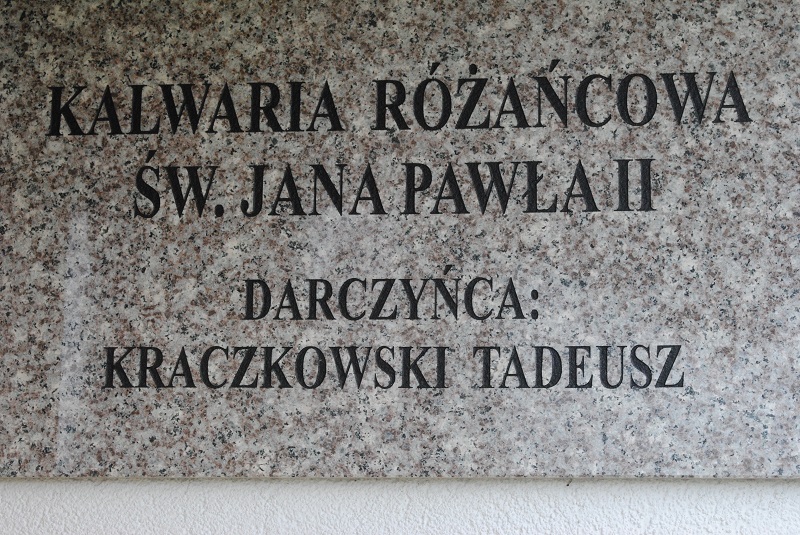 KALWARIA RÓŻAŃCOWA
ŚW. JANA PAWŁA II
DARCZYŃCA:
KRACZKOWSKI TADEUSZ